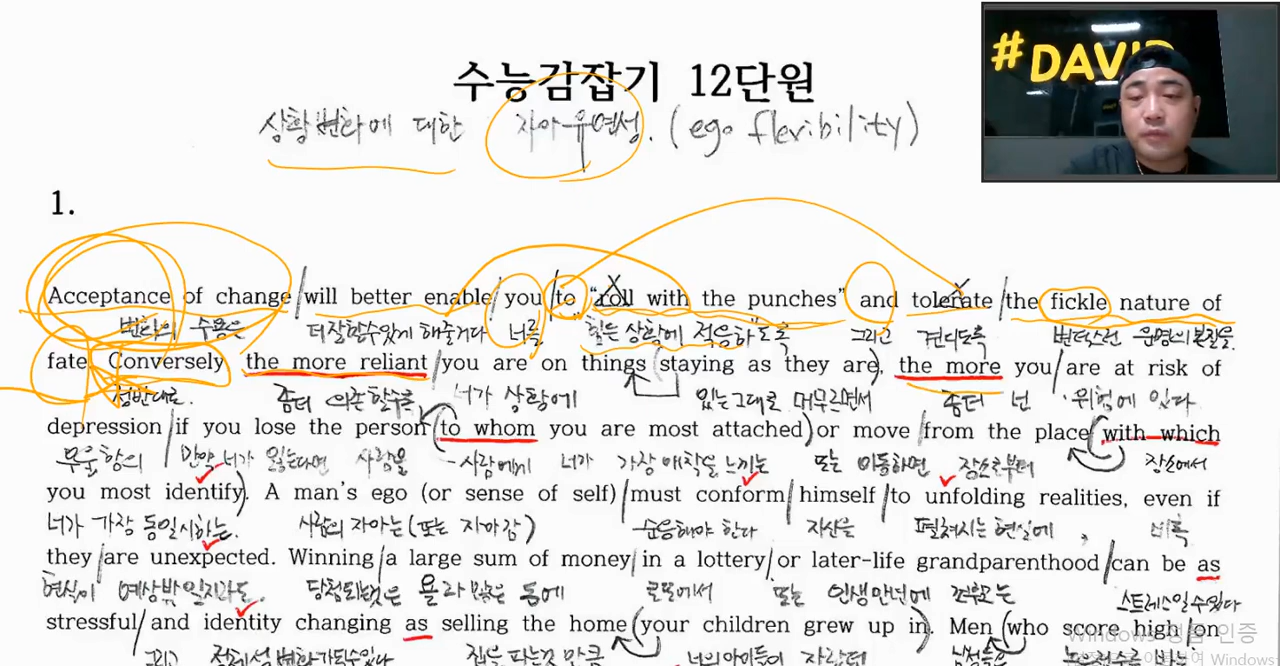 # DAVID
수능감잡기 12단원
상황변화에 대한 자아유연성. (ego flexibility)
1.
Acceptance of change will better enable you to “roll with the punches” and tolerate the fickle nature of
변화의 수용은 더 잘할수있게 해줄거다 너를 힘든 상황에 적응하도록 그리고 견디도록 변덕스런 운명의 본질을.
fate. Conversely the more reliant you are on things staying as they are, the more you are at risk of
정반대로. 좀더 의존할수록 너가 상황에 있는그대로 머무르면서 좀더 넌 위험에 있다
depression if you lose the person to whom you are most attached or move from the place with which
우울함의 만약 너가 잃는다면 사람을 사람에게 너가 가장 애착을 느끼는 또는 이동하면 장소로부터 장소에서
you most identify. A man’s ego (or sense of self) must conform himself to unfolding realities, even if
너가 가장 동일시하는. 사람의 자아는 (또는 자아감) 순응해야 한다 자신을 펼쳐지는 현실에, 비록
they are unexpected. Winning a large sum of money in a lottery or later-life grandparenthood can be as
현실이 예상밖일지라도. 당첨되는것은 많은 돈에 로또에서 또는 인생만년에 스트레스일수있다
stressful and identity changing as selling the home your children grew up in. Men who score high on
그리고 정체성 변화가될수있다 집을 파는것 만큼 너의아이들이 자랐던
Windows 정품 인증